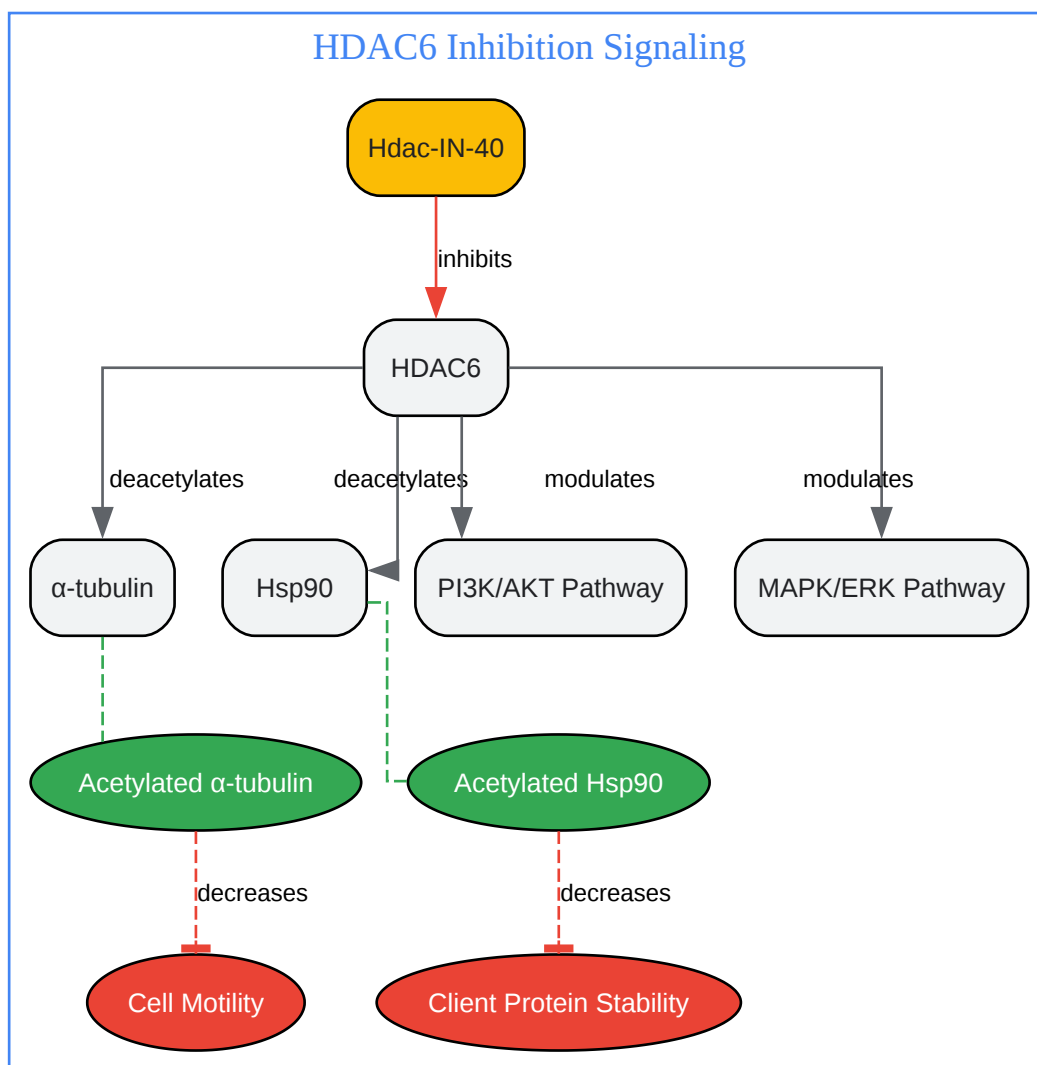 HDAC6 Inhibition Signaling
Hdac-IN-40
inhibits
HDAC6
deacetylates
deacetylates
modulates
modulates
α-tubulin
Hsp90
PI3K/AKT Pathway
MAPK/ERK Pathway
Acetylated α-tubulin
Acetylated Hsp90
decreases
decreases
Cell Motility
Client Protein Stability